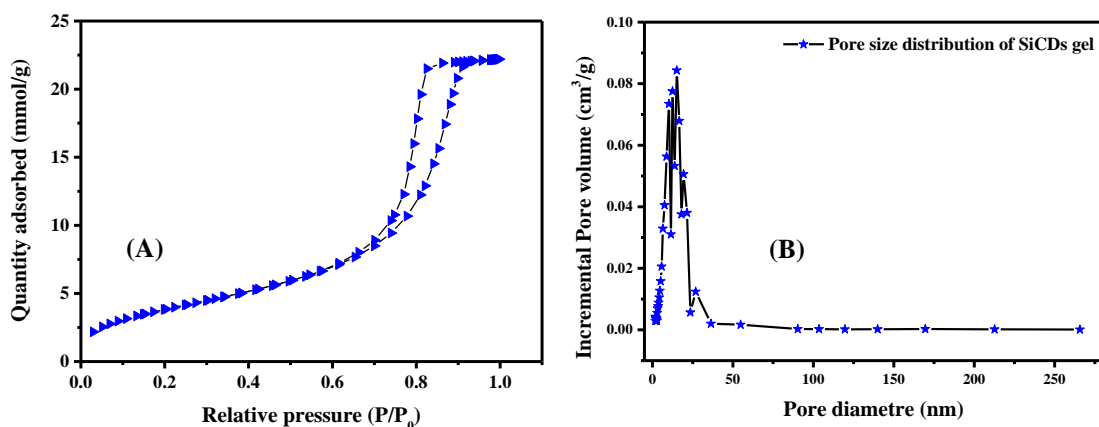 25
20
15
10
5
0
0.0 0.2 0.4 0.6 0.8 1.0
Quantity adsorbed (mmol/g)
Relative pressure (P/P₀)
(A)
0.10
0.08
0.06
0.04
0.02
0.00
0 50 100 150 200 250
Incremental Pore volume (cm³/g)
Pore diametre (nm)
Pore size distribution of SiCDs gel
(B)